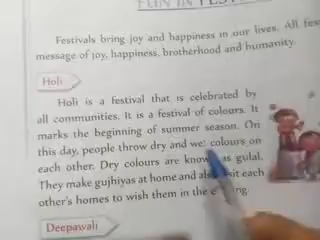 FUN IN FEST
Festivals bring joy and happiness in our lives. All fes
message of joy, happiness, brotherhood and humanity.
Holi
Holi is a festival that is celebrated by
all communities. It is a festival of colours. It
marks the beginning of summer season. On
this day, people throw dry and wet colours on
each other. Dry colours are know as gulal.
They make gujhiyas at home and also sit each
other's homes to wish them in the e ing.
Deepawali